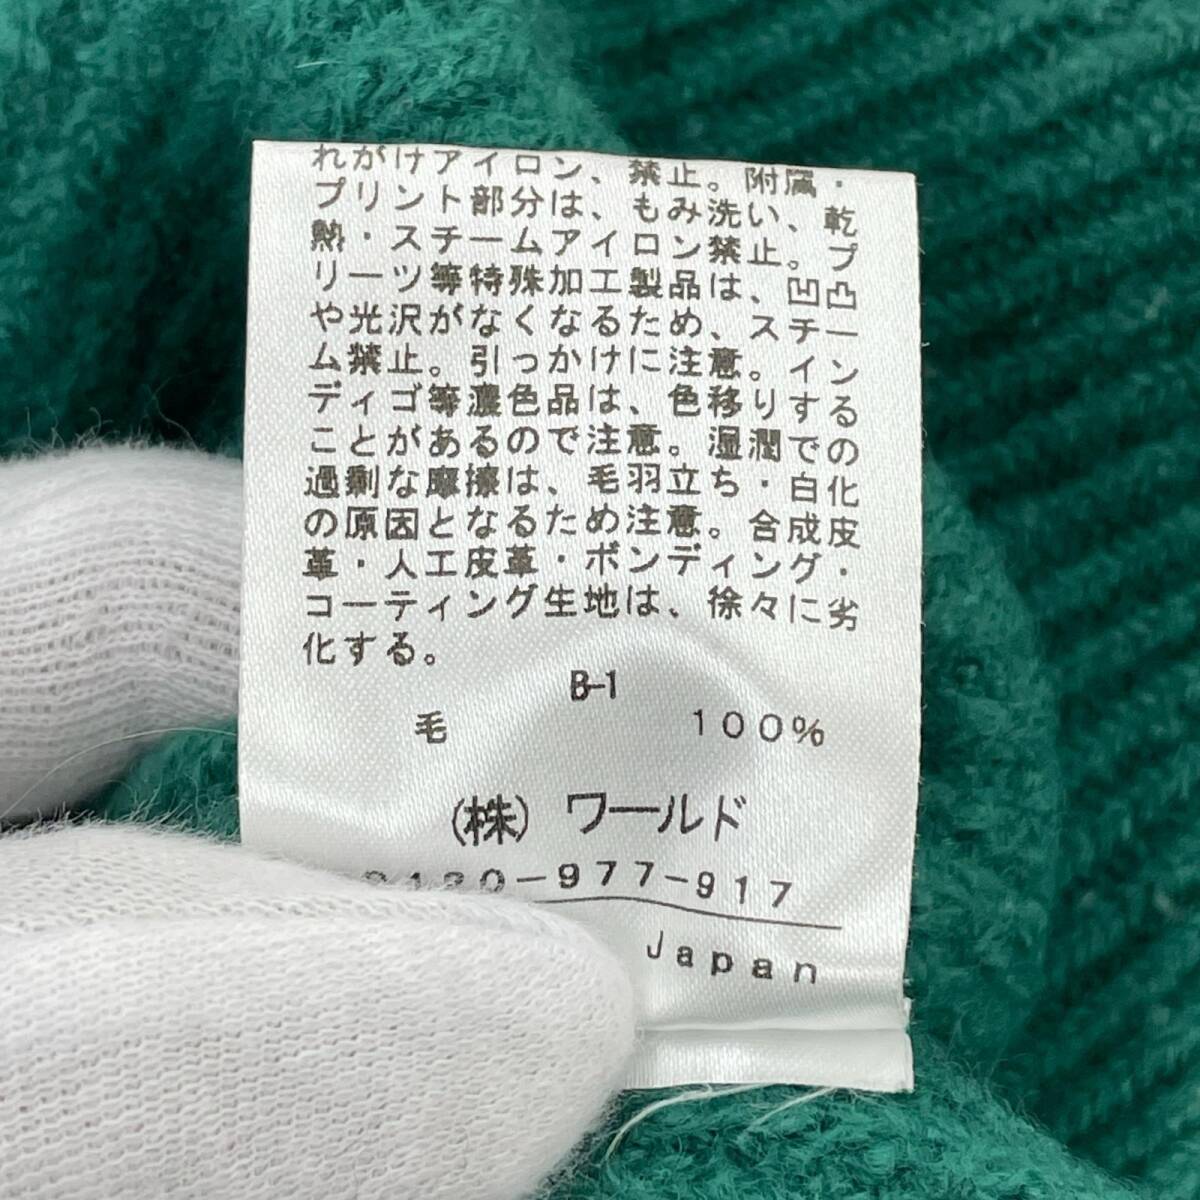 れがけアイロン、禁止。附属・
プリント部分は、もみ洗い、乾
熱・スチームアイロン禁止。プ
リーツ等特殊加工製品は、凹凸
や光沢がなくなるため、スチー
ム禁止。引っかけに注意。イン
ディゴ等濃色品は、色移りする
ことがあるので注意。湿潤での
過剰な摩擦は、毛羽立ち・白化
の原因となるため注意。合成皮
革・人工皮革・ボンディング・
コーティング生地は、徐々に劣
化する。
B-1
毛 100%
(株) ワールド
0120-977-917
Japan